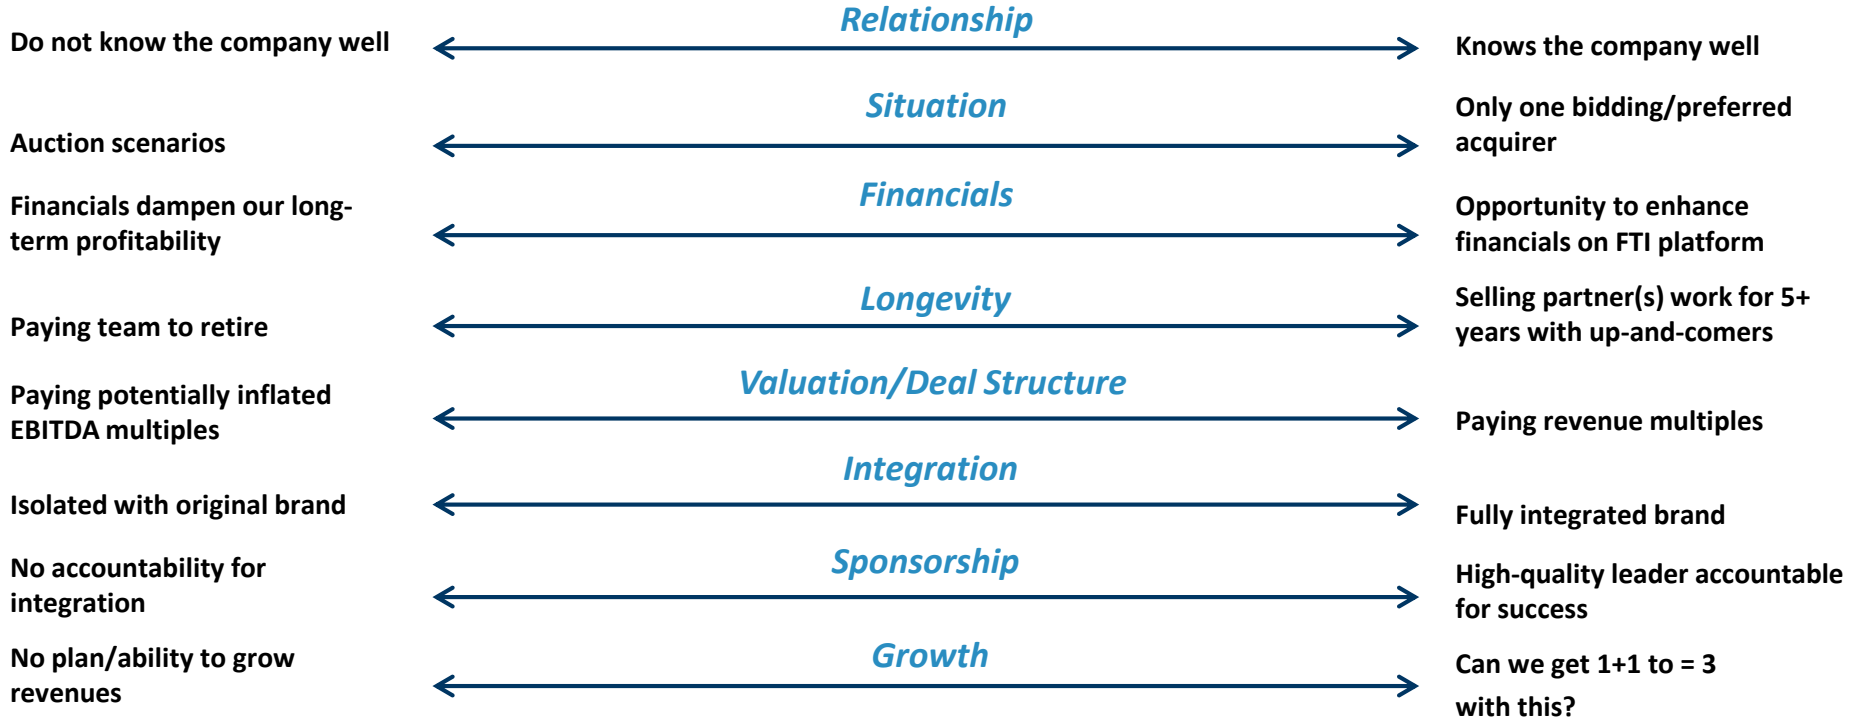 Relationship
Do not know the company well
Knows the company well
Situation
Auction scenarios
Only one bidding/preferred
acquirer
Financials
Financials dampen our long-
term profitability
Opportunity to enhance
financials on FTI platform
Longevity
Paying team to retire
Selling partner(s) work for 5+
years with up-and-comers
Valuation/Deal Structure
Paying potentially inflated
EBITDA multiples
Paying revenue multiples
Integration
Isolated with original brand
Fully integrated brand
Sponsorship
No accountability for
integration
High-quality leader accountable
for success
Growth
No plan/ability to grow
revenues
Can we get 1+1 to = 3
with this?